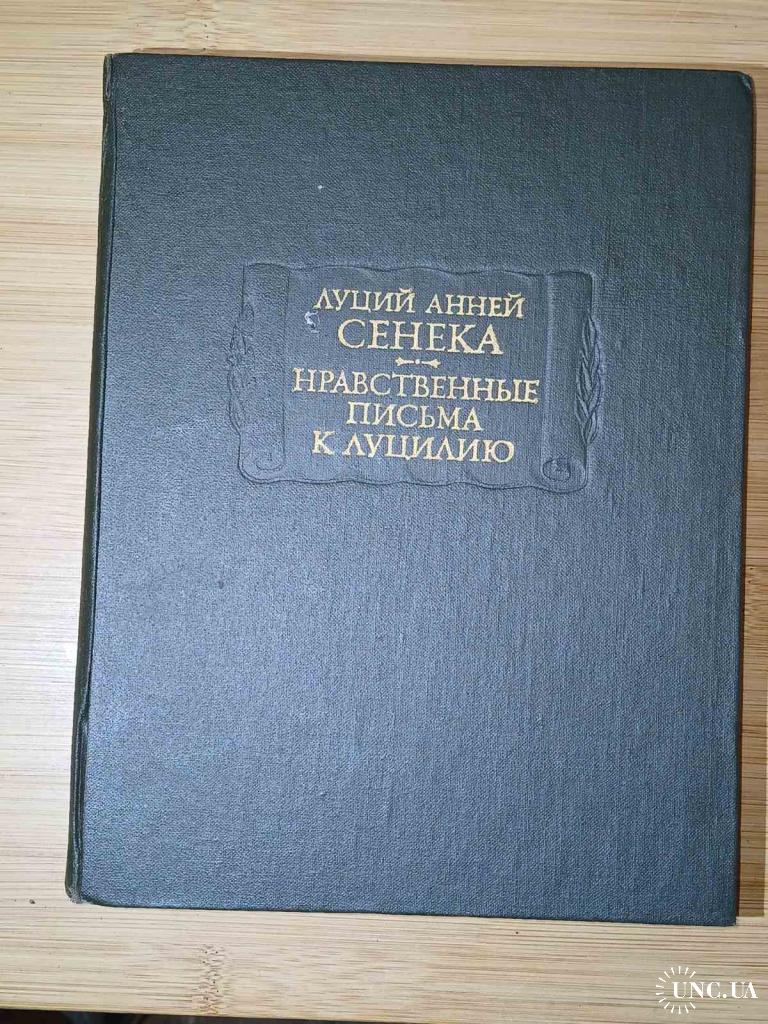 ЛУЦИЙ АННЕЙ
СЕНЕКА
НРАВСТВЕННЫЕ
ПИСЬМА
К ЛУЦИЛИЮ
UNC.UA